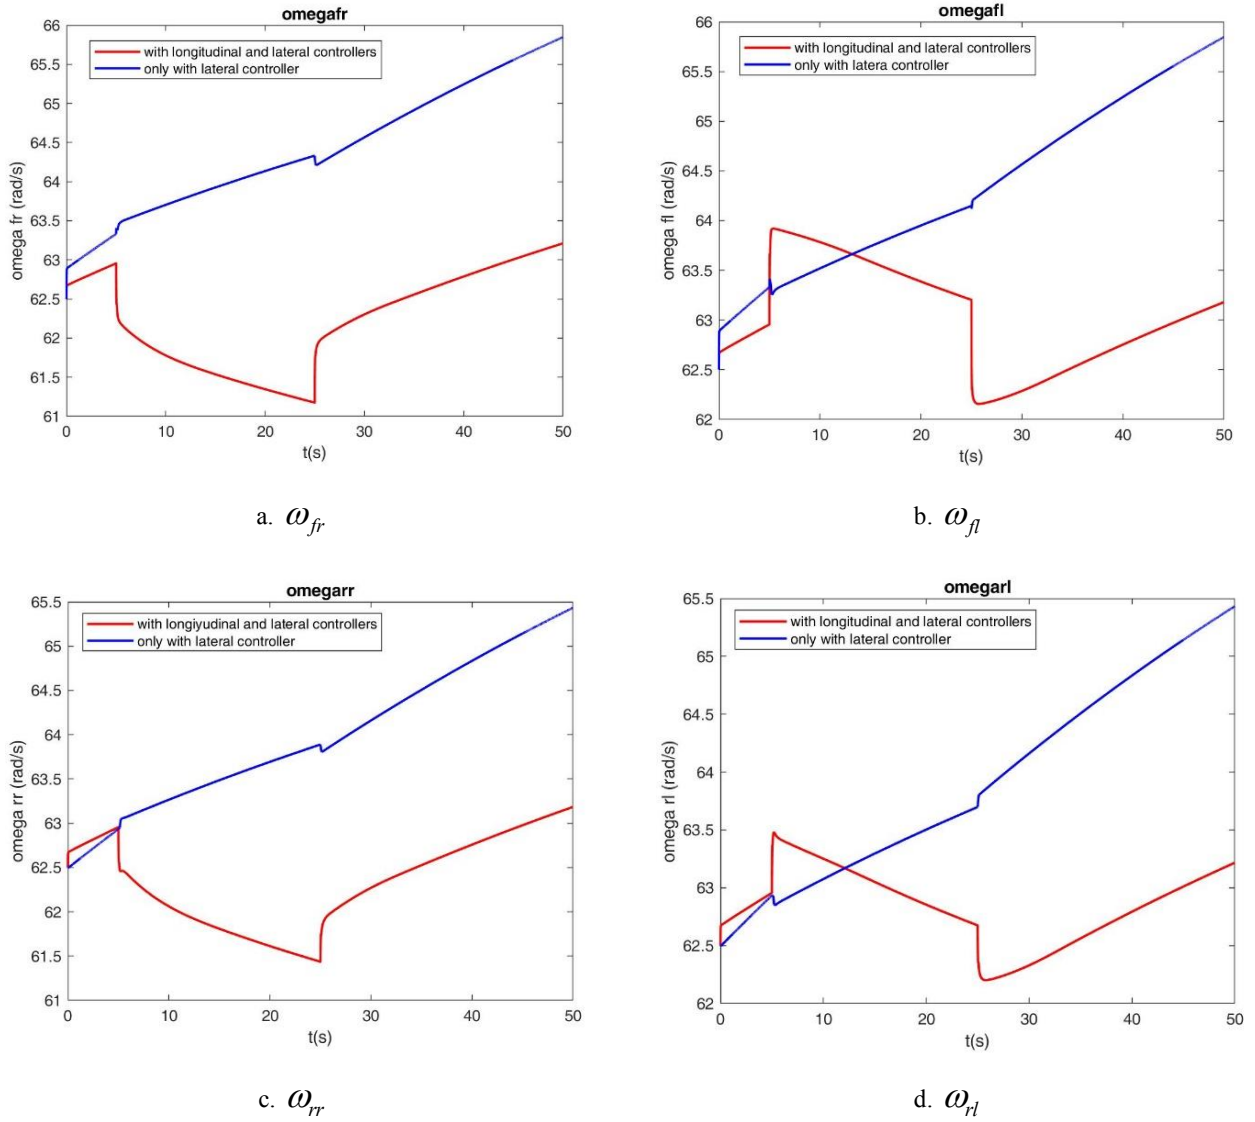 omegafr
66
65.5
65
64.5
64
63.5
63
62.5
62
61.5
61
with longitudinal and lateral controllers
only with lateral controller
omega fr (rad/s)
0 10 20 30 40 50
t(s)
a. ω_fr
omegafl
66
65.5
65
64.5
64
63.5
63
62.5
62
with longitudinal and lateral controllers
only with latera controller
omega fl (rad/s)
0 10 20 30 40 50
t(s)
b. ω_fl
omegarr
65.5
65
64.5
64
63.5
63
62.5
62
61.5
61
with longiyudinal and lateral controllers
only with lateral controller
omega rr (rad/s)
0 10 20 30 40 50
t(s)
c. ω_rr
omegarl
65.5
65
64.5
64
63.5
63
62.5
62
with longitudinal and lateral controllers
only with lateral controller
omega rl (rad/s)
0 10 20 30 40 50
t(s)
d. ω_rl